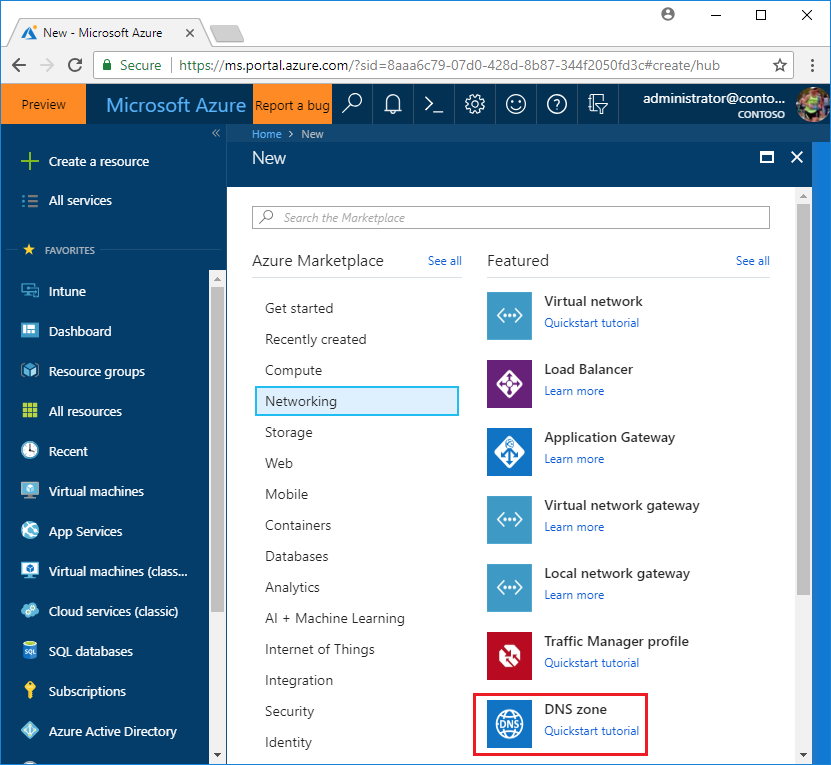 New - Microsoft Azure
Secure
https://ms.portal.azure.com/?sid=8aaa6c79-07d0-428d-8b87-344f2050fd3c#create/hub
Preview
Microsoft Azure
Report a bug
administrator@conto...
CONTOSO
Home > New
New
Create a resource
All services
FAVORITES
Intune
Dashboard
Resource groups
All resources
Recent
Virtual machines
App Services
Virtual machines (class...
Cloud services (classic)
SQL
SQL databases
Subscriptions
Azure Active Directory
Search the Marketplace
Azure Marketplace
See all
Get started
Recently created
Compute
Networking
Storage
Web
Mobile
Containers
Databases
Analytics
AI + Machine Learning
Internet of Things
Integration
Security
Identity
Featured
See all
Virtual network
Quickstart tutorial
Load Balancer
Learn more
Application Gateway
Learn more
Virtual network gateway
Learn more
Local network gateway
Learn more
Traffic Manager profile
Quickstart tutorial
DNS
DNS zone
Quickstart tutorial